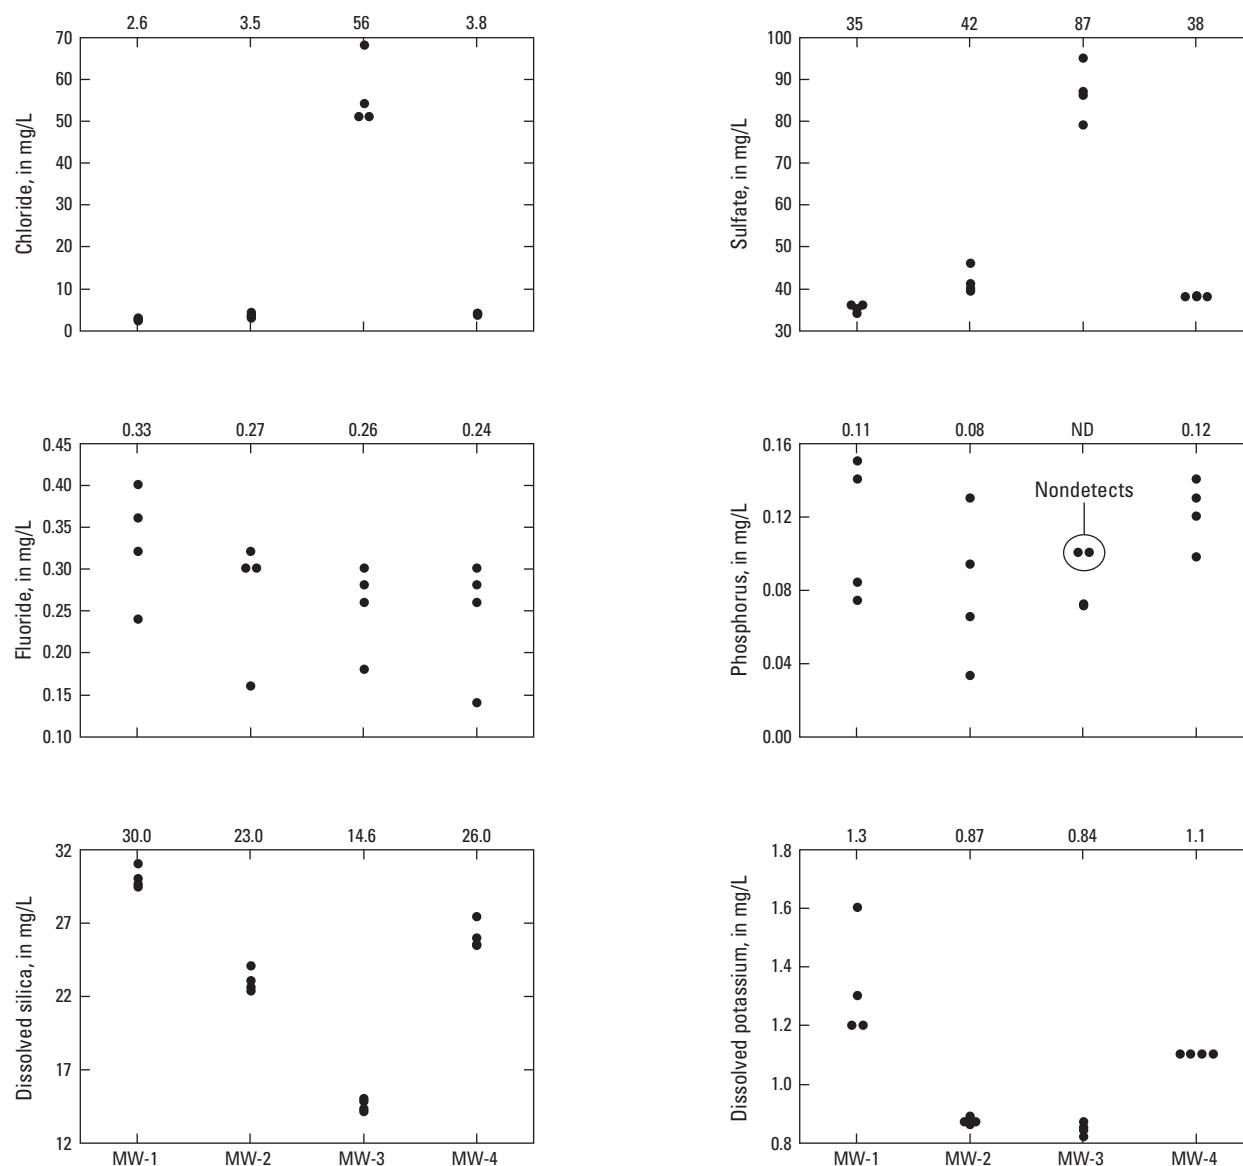 2.6 3.5 56 3.8
70
60
50
40
30
20
10
0
Chloride, in mg/L
35 42 87 38
100
90
80
70
60
50
40
30
Sulfate, in mg/L
0.33 0.27 0.26 0.24
0.45
0.40
0.35
0.30
0.25
0.20
0.15
0.10
Fluoride, in mg/L
0.11 0.08 ND 0.12
0.16
0.12
0.08
0.04
0.00
Phosphorus, in mg/L
Nondetects
30.0 23.0 14.6 26.0
32
27
22
17
12
Dissolved silica, in mg/L
MW-1 MW-2 MW-3 MW-4
1.3 0.87 0.84 1.1
1.8
1.6
1.4
1.2
1.0
0.8
Dissolved potassium, in mg/L
MW-1 MW-2 MW-3 MW-4